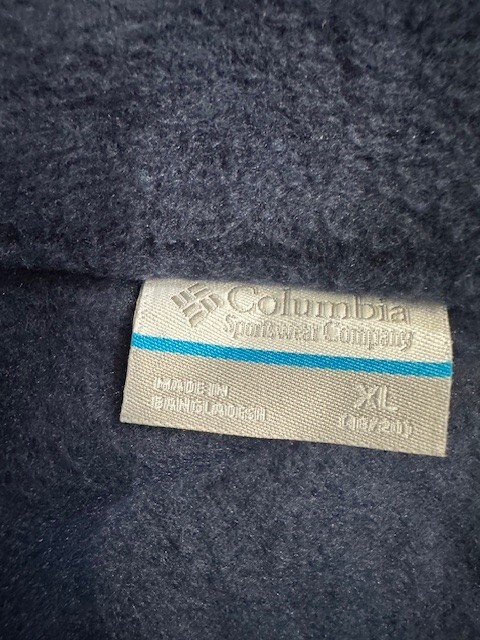 Columbia
Sportswear Company
MADE IN
BANGLADESH
XL
(18/20)